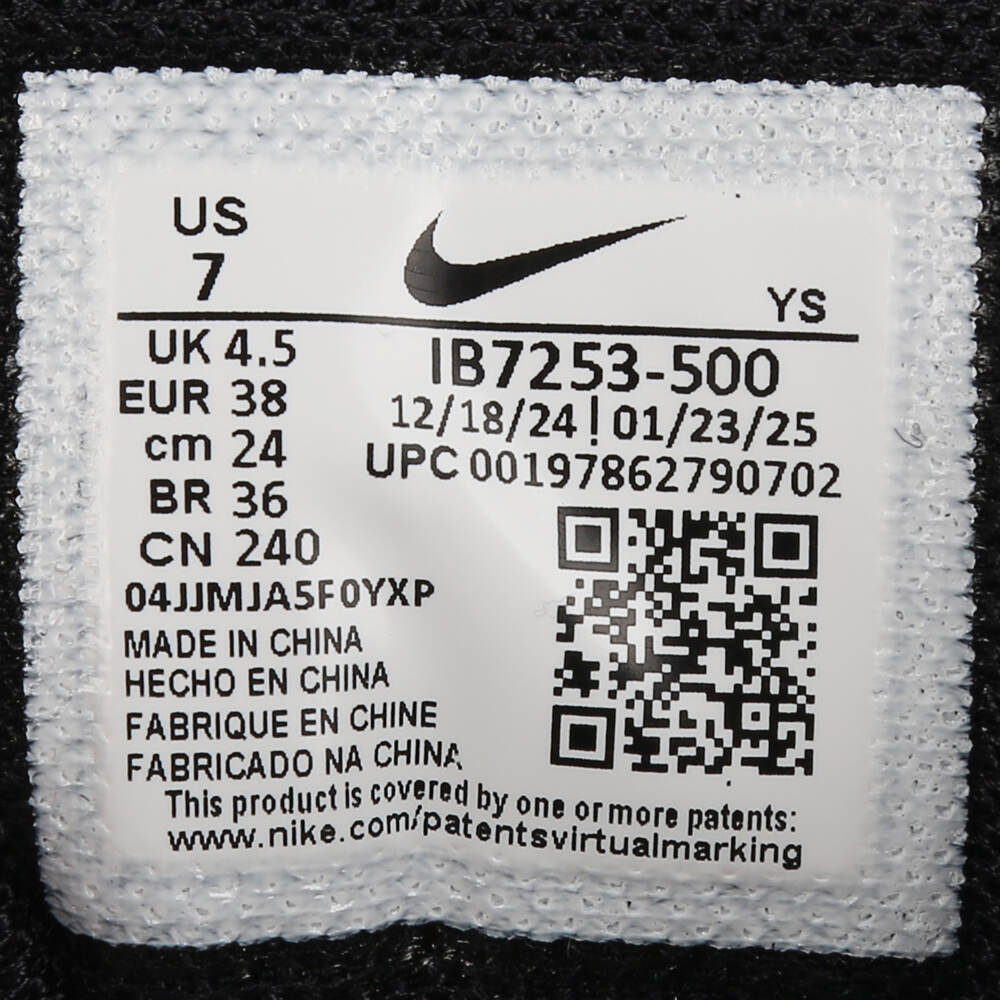 US
7
YS
UK 4.5
EUR 38
cm 24
BR 36
CN 240
IB7253-500
12/18/24 ! 01/23/25
UPC 00197862790702
04JJMJA5F0YXP
MADE IN CHINA
HECHO EN CHINA
FABRIQUE EN CHINE
FABRICADO NA CHINA
This product is covered by one or more patents:
www.nike.com/patentsvirtualmarking